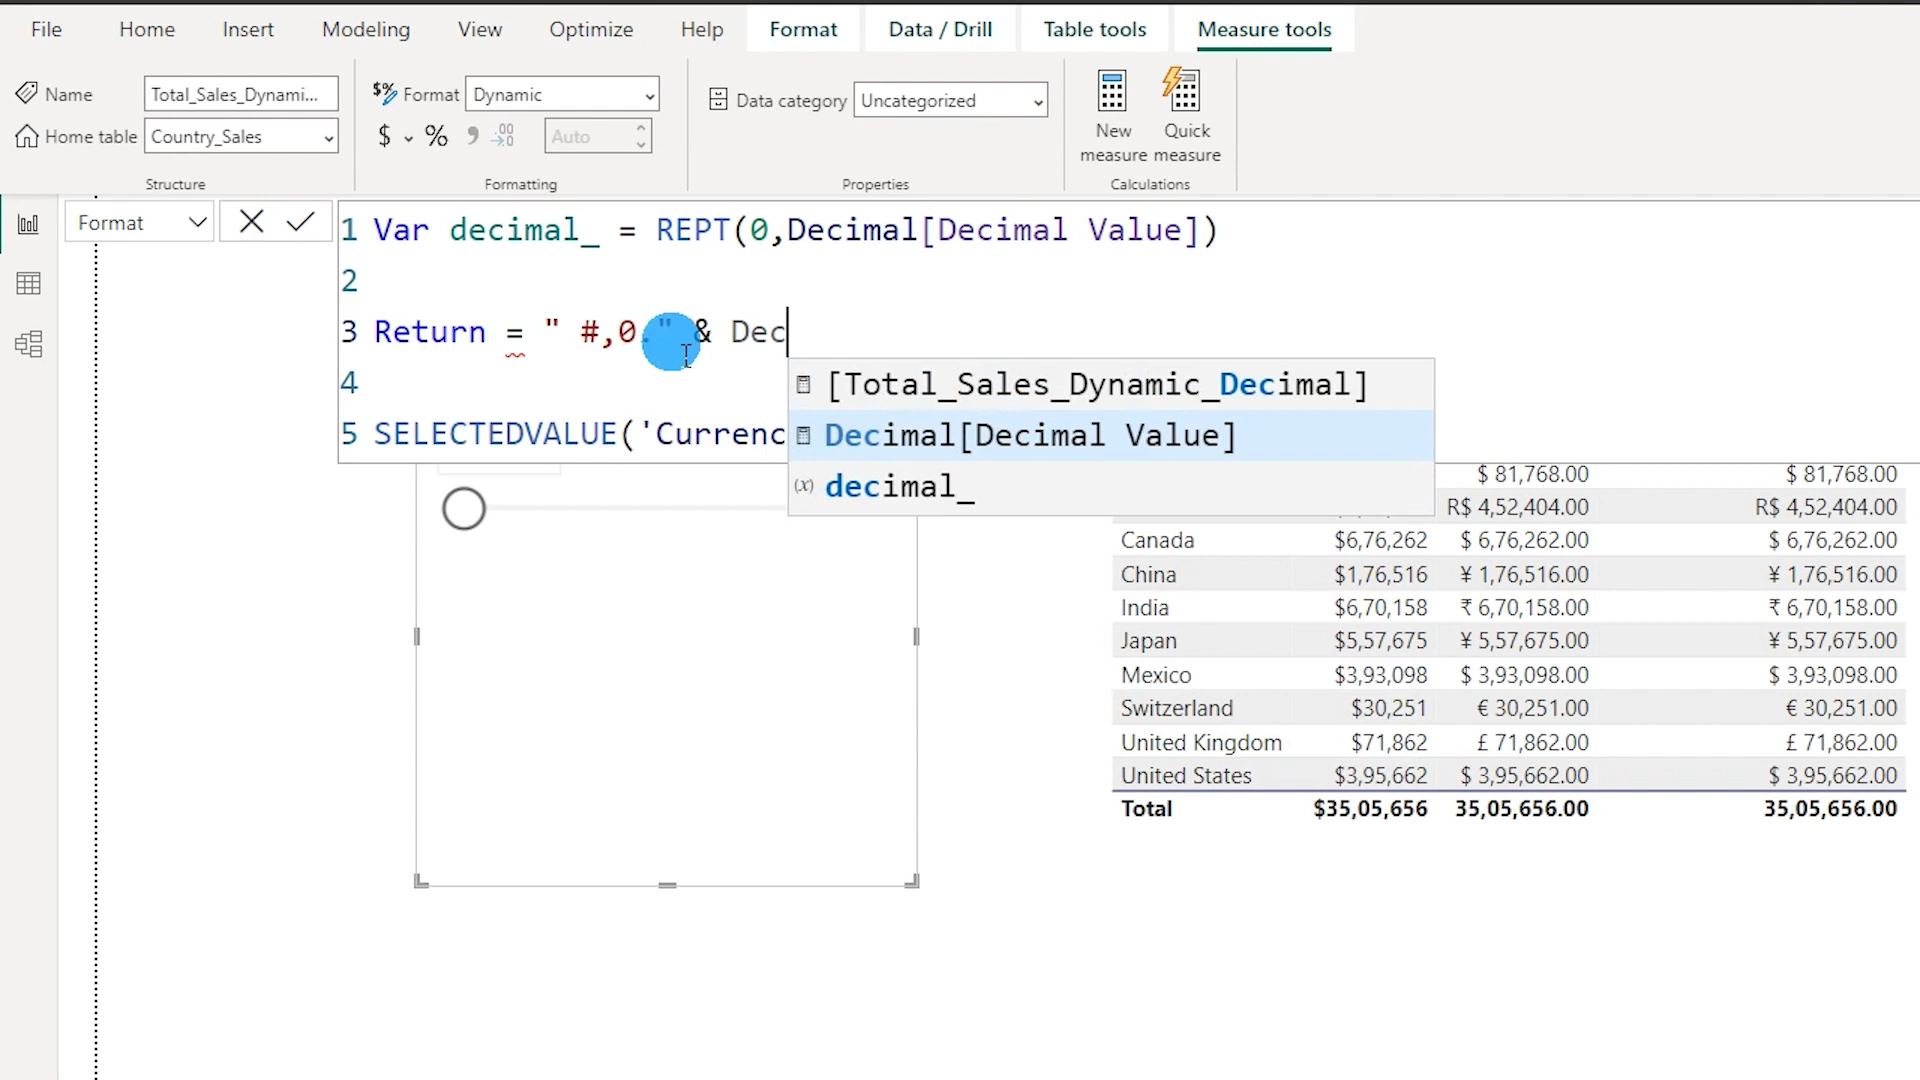 File Home Insert Modeling View Optimize Help Format Data / Drill Table tools Measure tools
Name Total_Sales_Dynami...
Home table Country_Sales
Structure
$% Format Dynamic
$ % , .00 Auto
Formatting
Data category Uncategorized
Properties
New measure
Quick measure
Calculations
Format
1 Var decimal_ = REPT(0,Decimal[Decimal Value])
2
3 Return = " #,0." & Dec
4
5 SELECTEDVALUE('Currenc
[Total_Sales_Dynamic_Decimal]
Decimal[Decimal Value]
(x) decimal_
$ 81,768.00 $ 81,768.00
R$ 4,52,404.00 R$ 4,52,404.00
Canada $6,76,262 $ 6,76,262.00 $ 6,76,262.00
China $1,76,516 ¥ 1,76,516.00 ¥ 1,76,516.00
India $6,70,158 ₹ 6,70,158.00 ₹ 6,70,158.00
Japan $5,57,675 ¥ 5,57,675.00 ¥ 5,57,675.00
Mexico $3,93,098 $ 3,93,098.00 $ 3,93,098.00
Switzerland $30,251 € 30,251.00 € 30,251.00
United Kingdom $71,862 £ 71,862.00 £ 71,862.00
United States $3,95,662 $ 3,95,662.00 $ 3,95,662.00
Total $35,05,656 35,05,656.00 35,05,656.00